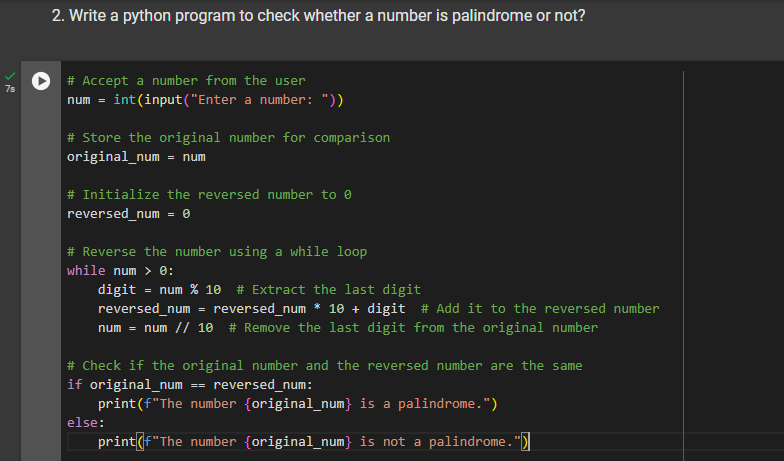 2. Write a python program to check whether a number is palindrome or not?
7s
# Accept a number from the user
num = int(input("Enter a number: "))
# Store the original number for comparison
original_num = num
# Initialize the reversed number to 0
reversed_num = 0
# Reverse the number using a while loop
while num > 0:
    digit = num % 10  # Extract the last digit
    reversed_num = reversed_num * 10 + digit  # Add it to the reversed number
    num = num // 10  # Remove the last digit from the original number
# Check if the original number and the reversed number are the same
if original_num == reversed_num:
    print(f"The number {original_num} is a palindrome.")
else:
    print(f"The number {original_num} is not a palindrome.")